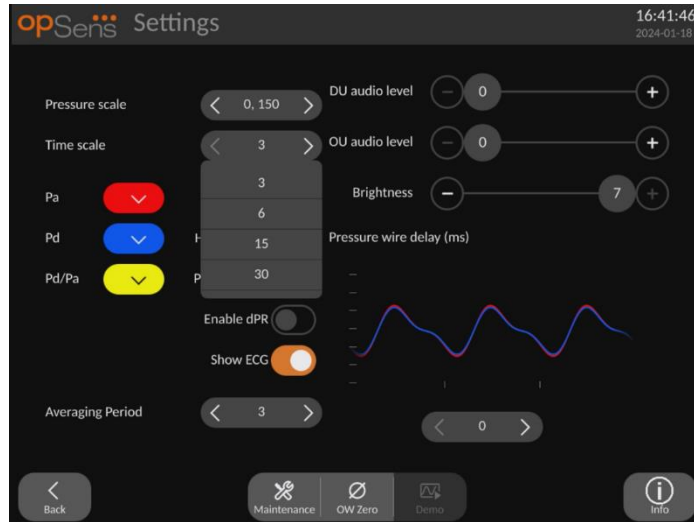 opSens Settings
16:41:46
2024-01-18
Pressure scale
0, 150
DU audio level
0
Time scale
3
OU audio level
0
3
6
15
30
Brightness
7
Pa
Pd
H
Pressure wire delay (ms)
Pd/Pa
P
Enable dPR
Show ECG
Averaging Period
3
0
Back
Maintenance
OW Zero
Demo
Info